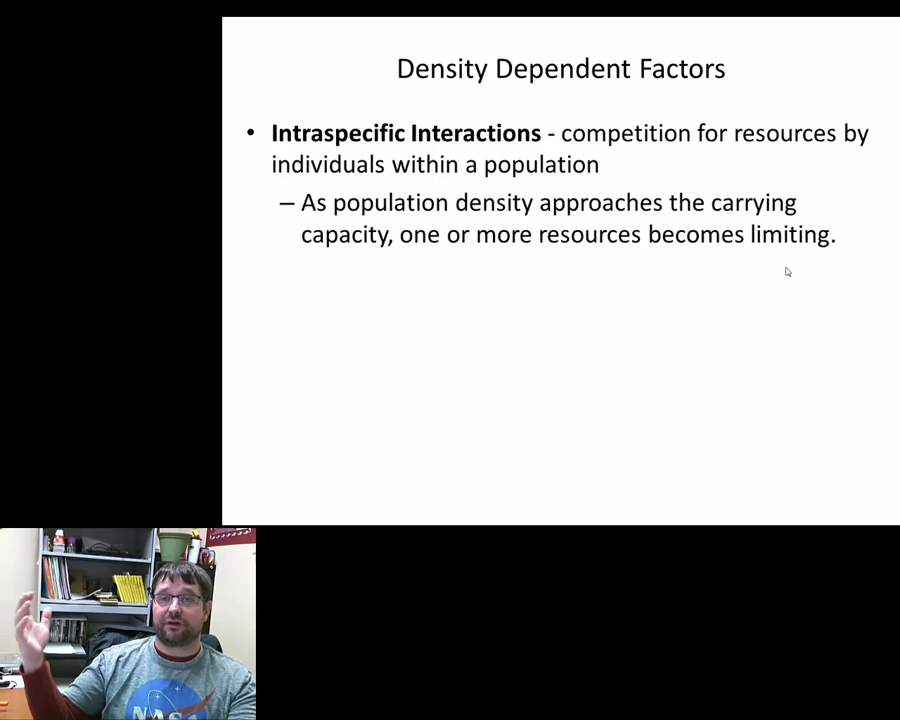 Density Dependent Factors
• Intraspecific Interactions - competition for resources by
individuals within a population
– As population density approaches the carrying
capacity, one or more resources becomes limiting.
NASA